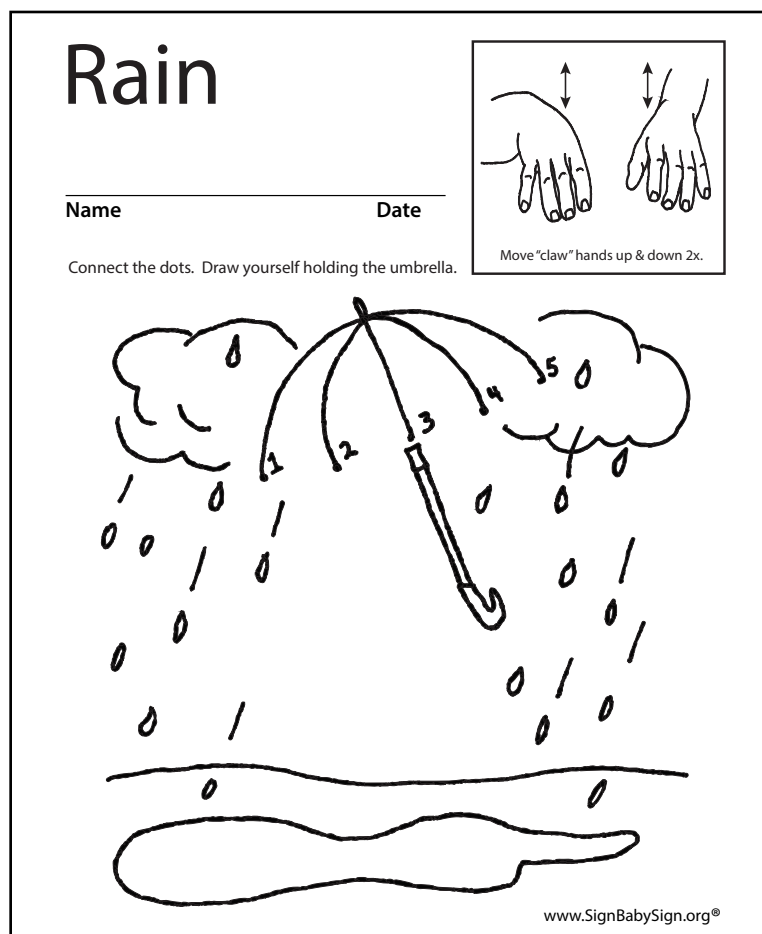 Rain
Name Date
Move “claw” hands up & down 2x.
Connect the dots.  Draw yourself holding the umbrella.
5
4
3
2
1
www.SignBabySign.org®